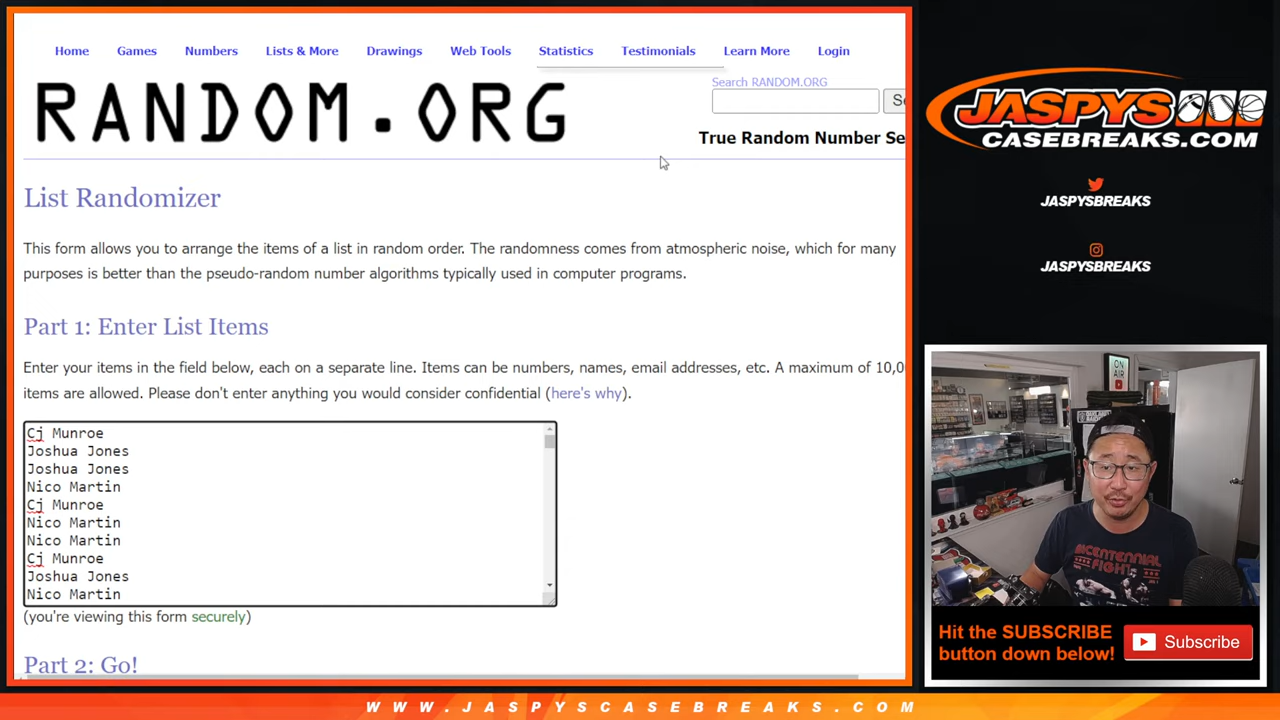 Home Games Numbers Lists & More Drawings Web Tools Statistics Testimonials Learn More Login
RANDOM.ORG
Search RANDOM.ORG
True Random Number Se
List Randomizer
This form allows you to arrange the items of a list in random order. The randomness comes from atmospheric noise, which for many
purposes is better than the pseudo-random number algorithms typically used in computer programs.
Part 1: Enter List Items
Enter your items in the field below, each on a separate line. Items can be numbers, names, email addresses, etc. A maximum of 10,0
items are allowed. Please don't enter anything you would consider confidential (here's why).
Cj Munroe
Joshua Jones
Joshua Jones
Nico Martin
Cj Munroe
Nico Martin
Nico Martin
Cj Munroe
Joshua Jones
Nico Martin
(you're viewing this form securely)
Part 2: Go!
JASPYS
CASEBREAKS.COM
JASPYSBREAKS
JASPYSBREAKS
ON
AIR
BICENTENNIAL
FIGHT
Hit the SUBSCRIBE
button down below!
Subscribe
WWW.JASPYSCASEBREAKS.COM